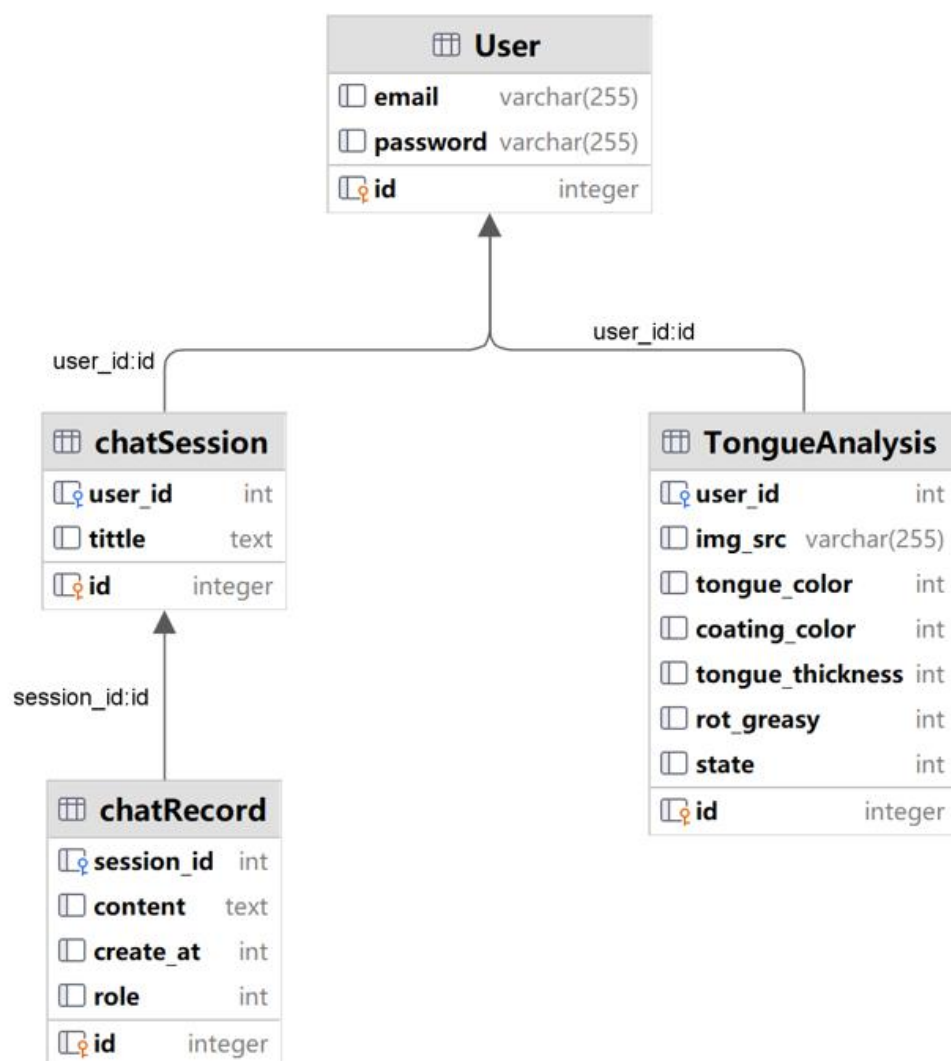 User
email varchar(255)
password varchar(255)
id integer
user_id:id
user_id:id
chatSession
user_id int
tittle text
id integer
TongueAnalysis
user_id int
img_src varchar(255)
tongue_color int
coating_color int
tongue_thickness int
rot_greasy int
state int
id integer
session_id:id
chatRecord
session_id int
content text
create_at int
role int
id integer